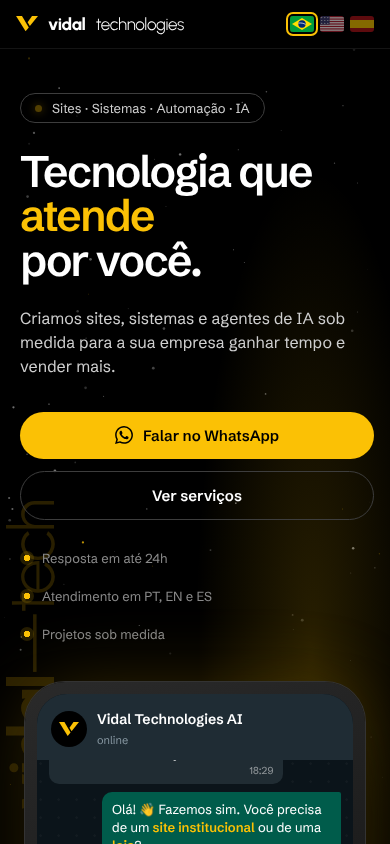 vidal technologies
Sites · Sistemas · Automação · IA
Tecnologia que
atende
por você.
Criamos sites, sistemas e agentes de IA sob
medida para a sua empresa ganhar tempo e
vender mais.
Falar no WhatsApp
Ver serviços
Resposta em até 24h
Atendimento em PT, EN e ES
Projetos sob medida
Vidal Technologies AI
online
18:29
Olá! 👋 Fazemos sim. Você precisa
de um site institucional ou de uma